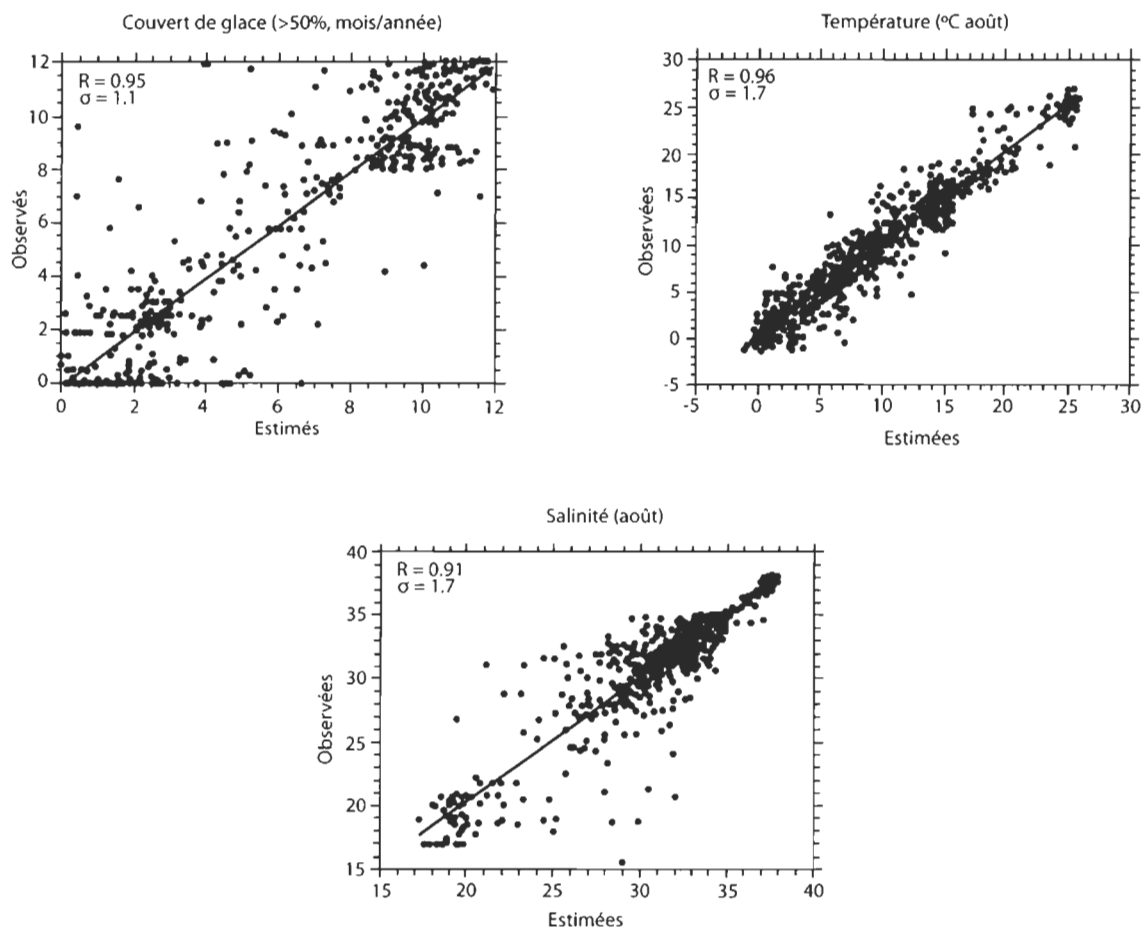 Couvert de glace (>50%, mois/année)
R = 0.95
σ = 1.1
Observés
12
10
8
6
4
2
0
0 2 4 6 8 10 12
Estimés
Température (ºC août)
R = 0.96
σ = 1.7
Observées
30
25
20
15
10
5
0
-5
-5 0 5 10 15 20 25 30
Estimées
Salinité (août)
R = 0.91
σ = 1.7
Observées
40
35
30
25
20
15
15 20 25 30 35 40
Estimées